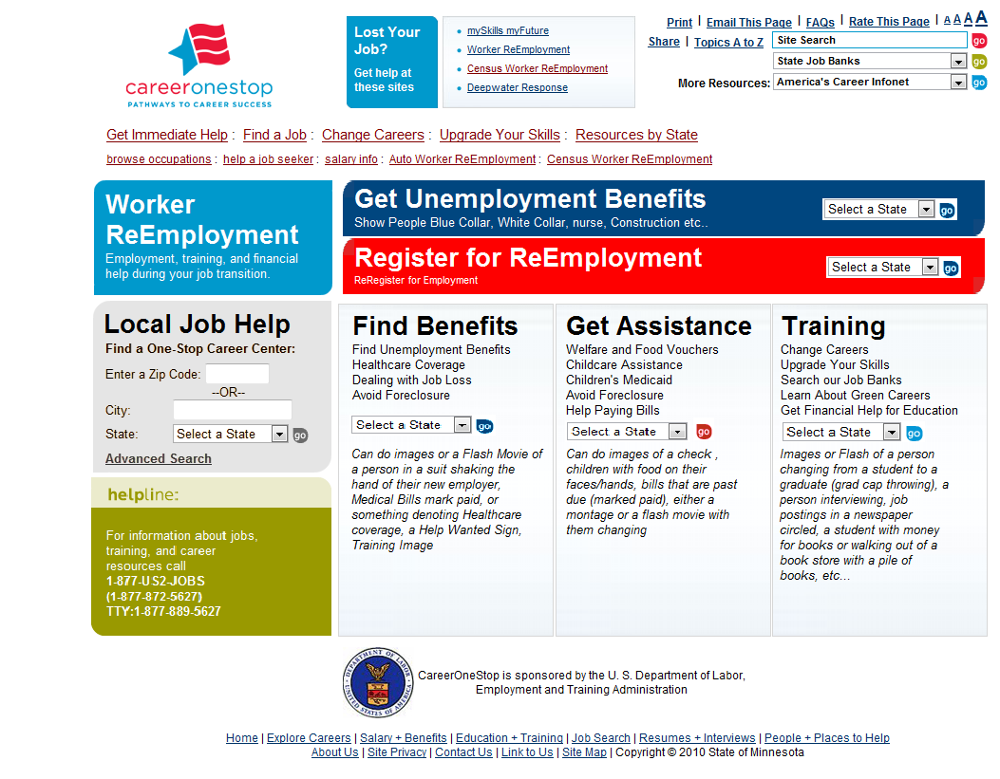 careeronestop
PATHWAYS TO CAREER SUCCESS
Lost Your
Job?
Get help at
these sites
mySkills myFuture
Worker ReEmployment
Census Worker ReEmployment
Deepwater Response
Print | Email This Page | FAQs | Rate This Page | A A A A
Share | Topics A to Z
Site Search go
State Job Banks go
More Resources: America's Career Infonet go
Get Immediate Help : Find a Job : Change Careers : Upgrade Your Skills : Resources by State
browse occupations : help a job seeker : salary info : Auto Worker ReEmployment : Census Worker ReEmployment
Worker
ReEmployment
Employment, training, and financial
help during your job transition.
Get Unemployment Benefits
Show People Blue Collar, White Collar, nurse, Construction etc..
Select a State go
Register for ReEmployment
ReRegister for Employment
Select a State go
Local Job Help
Find a One-Stop Career Center:
Enter a Zip Code:
--OR--
City:
State: Select a State go
Advanced Search
helpline:
For information about jobs,
training, and career
resources call
1-877-US2-JOBS
(1-877-872-5627)
TTY:1-877-889-5627
Find Benefits
Find Unemployment Benefits
Healthcare Coverage
Dealing with Job Loss
Avoid Foreclosure
Select a State go
Can do images or a Flash Movie of
a person in a suit shaking the
hand of their new employer,
Medical Bills mark paid, or
something denoting Healthcare
coverage, a Help Wanted Sign,
Training Image
Get Assistance
Welfare and Food Vouchers
Childcare Assistance
Children's Medicaid
Avoid Foreclosure
Help Paying Bills
Select a State go
Can do images of a check ,
children with food on their
faces/hands, bills that are past
due (marked paid), either a
montage or a flash movie with
them changing
Training
Change Careers
Upgrade Your Skills
Search our Job Banks
Learn About Green Careers
Get Financial Help for Education
Select a State go
Images or Flash of a person
changing from a student to a
graduate (grad cap throwing), a
person interviewing, job
postings in a newspaper
circled, a student with money
for books or walking out of a
book store with a pile of
books, etc...
DEPARTMENT OF LABOR
UNITED STATES OF AMERICA
CareerOneStop is sponsored by the U. S. Department of Labor,
Employment and Training Administration
Home | Explore Careers | Salary + Benefits | Education + Training | Job Search | Resumes + Interviews | People + Places to Help
About Us | Site Privacy | Contact Us | Link to Us | Site Map | Copyright © 2010 State of Minnesota